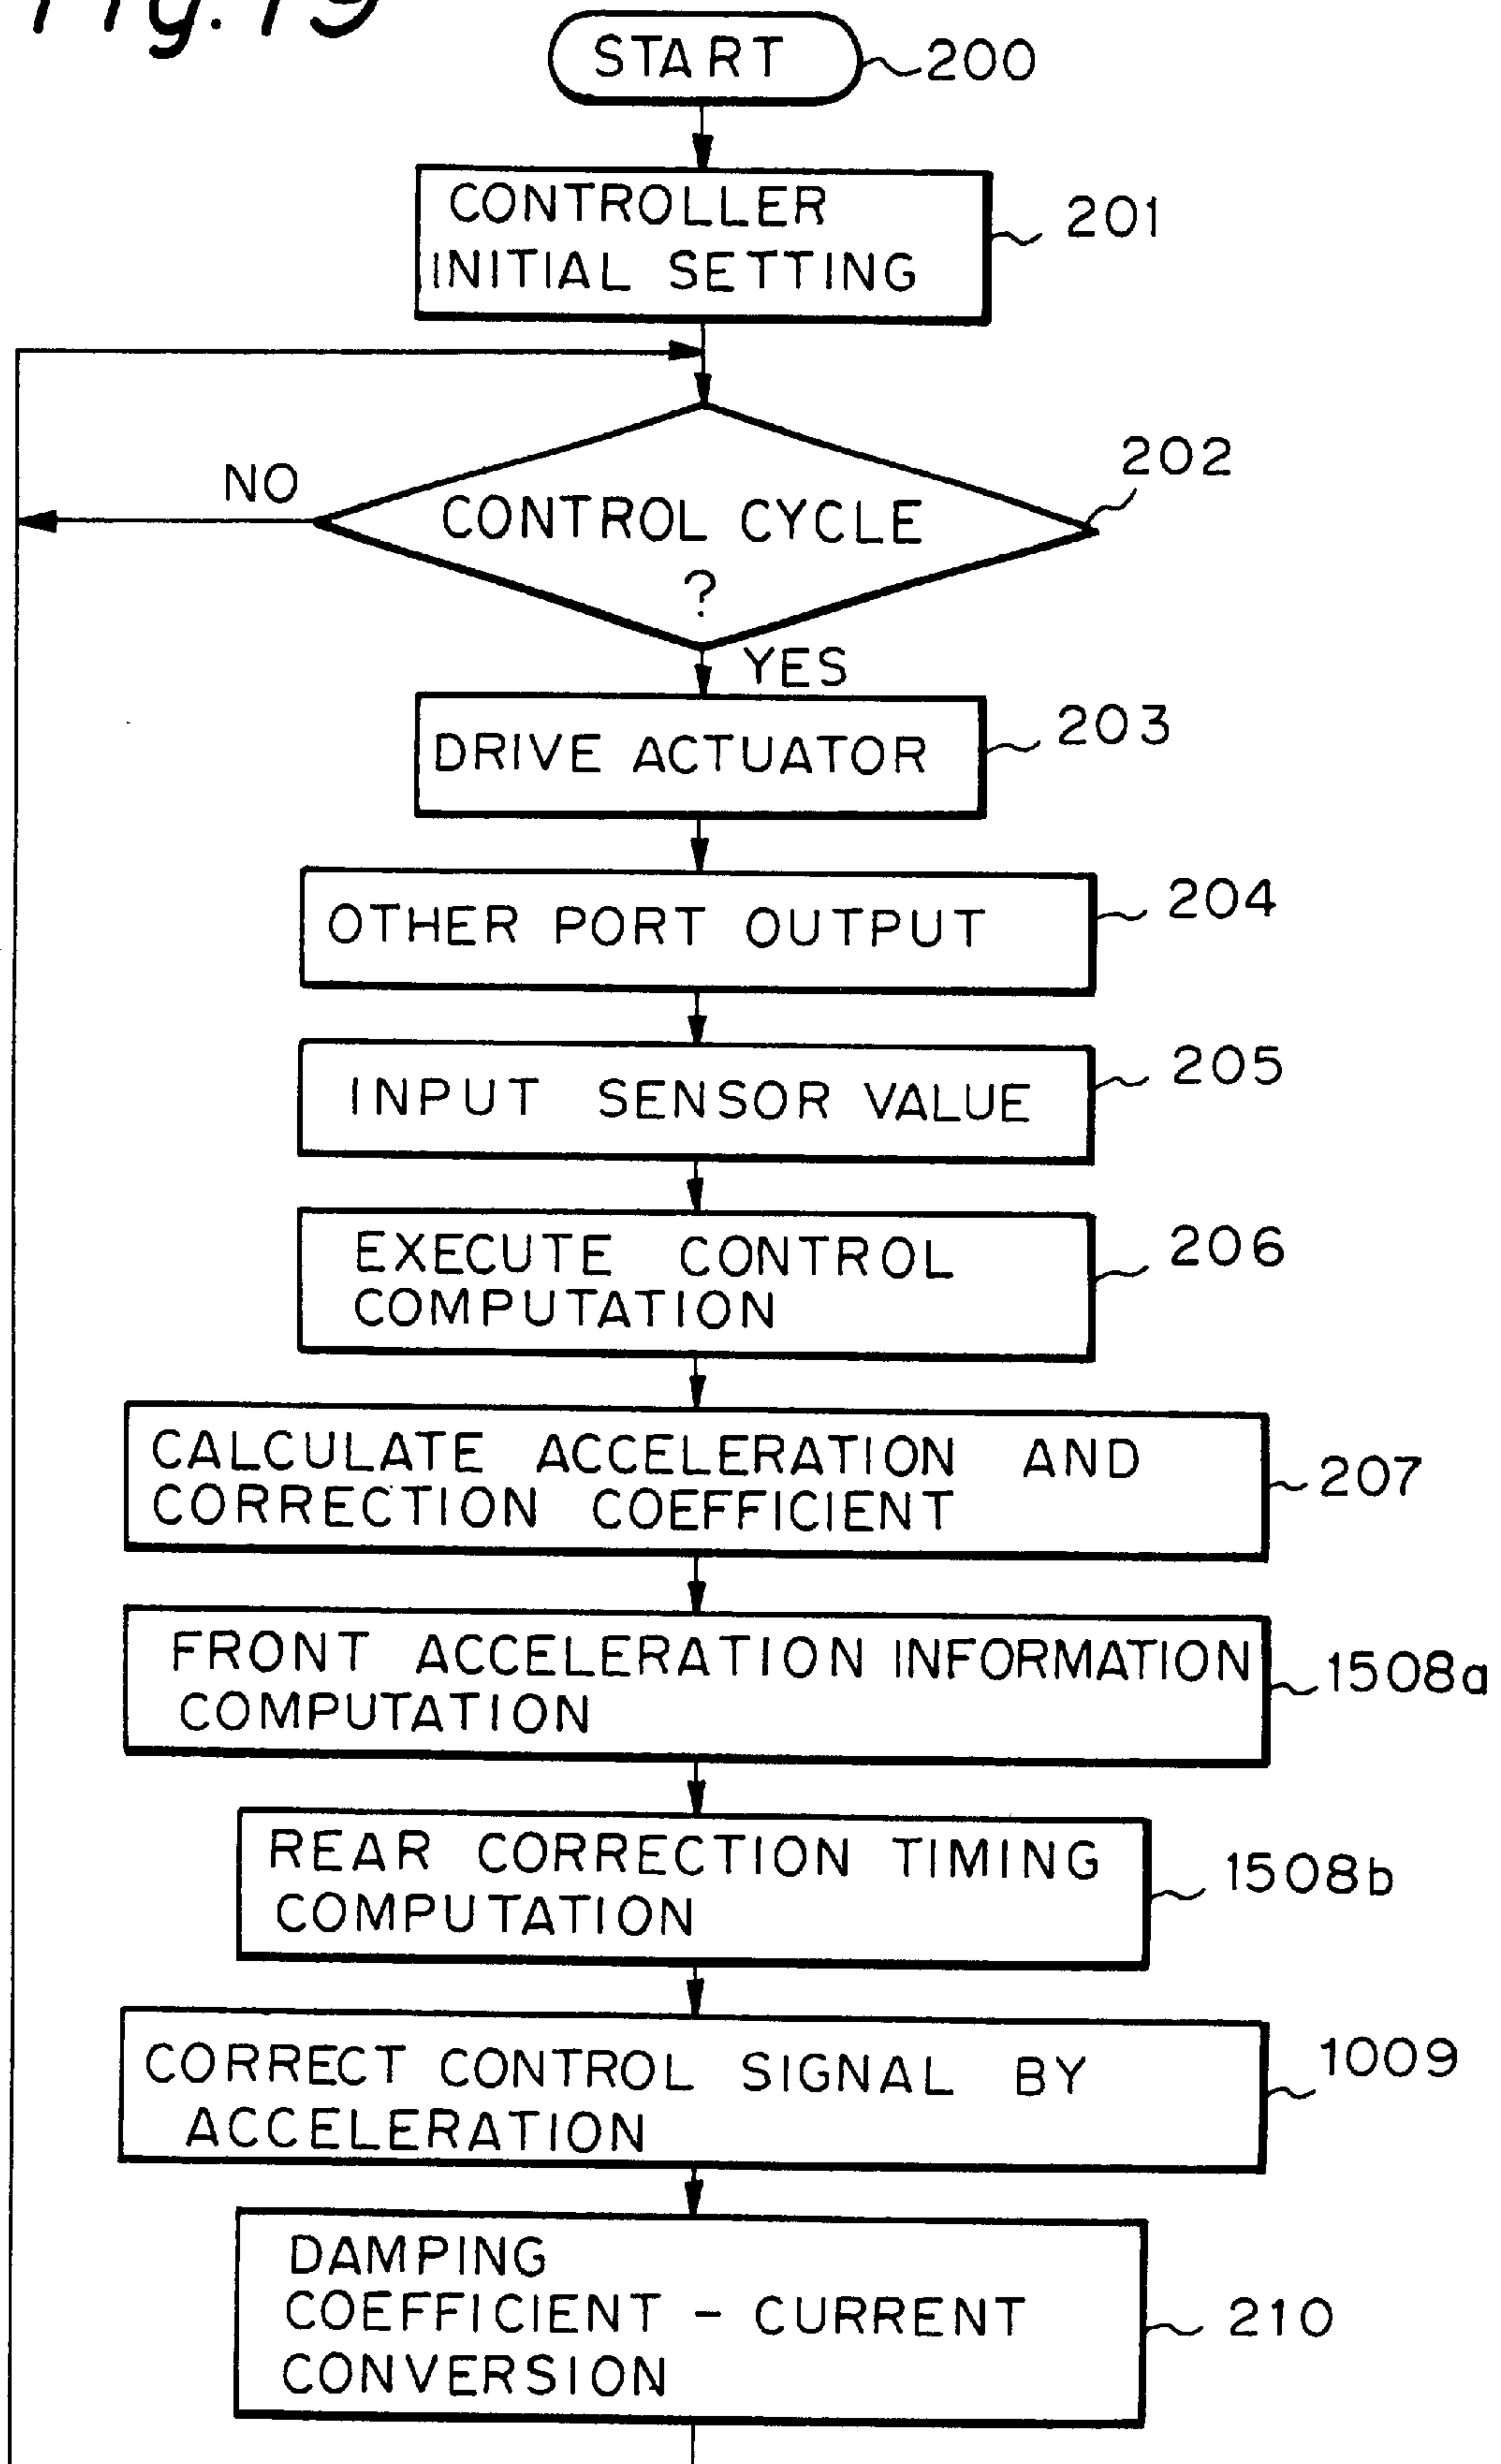 Fig. 19
START
200
CONTROLLER
INITIAL SETTING
201
202
NO
CONTROL CYCLE
?
YES
DRIVE ACTUATOR
203
OTHER PORT OUTPUT
204
INPUT SENSOR VALUE
205
EXECUTE CONTROL
COMPUTATION
206
CALCULATE ACCELERATION AND
CORRECTION COEFFICIENT
207
FRONT ACCELERATION INFORMATION
COMPUTATION
1508a
REAR CORRECTION TIMING
COMPUTATION
1508b
CORRECT CONTROL SIGNAL BY
ACCELERATION
1009
DAMPING
COEFFICIENT - CURRENT
CONVERSION
210